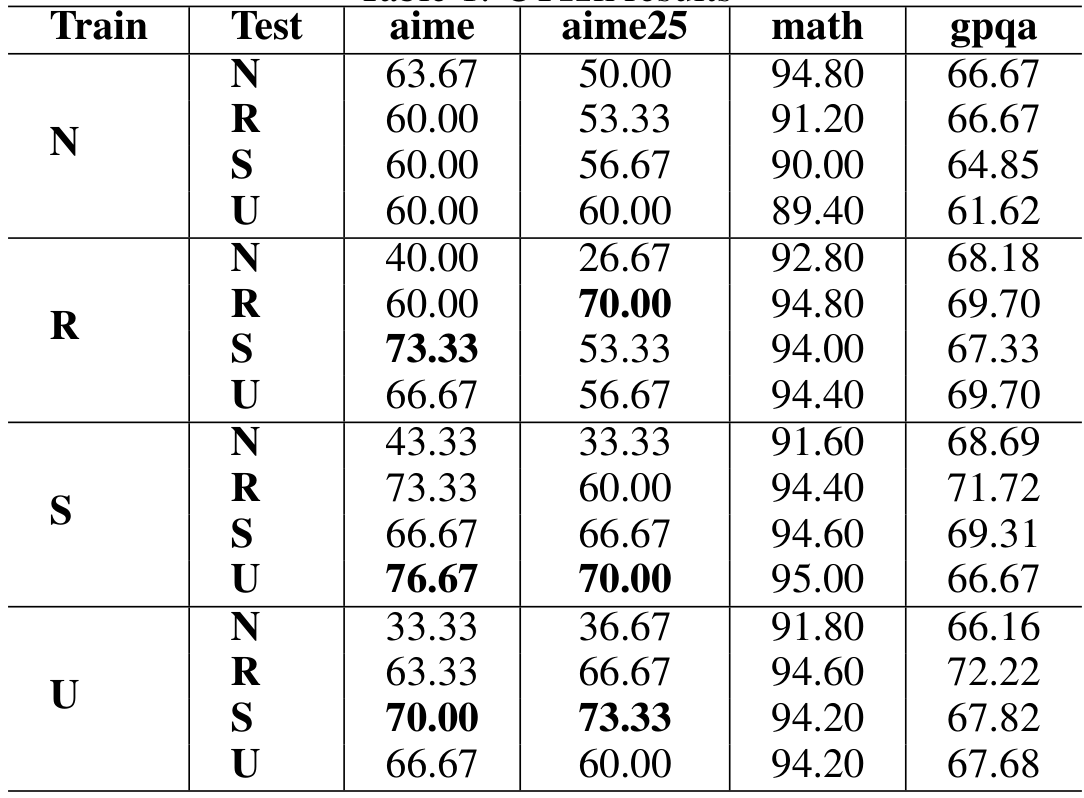 Train Test aime aime25 math gpqa
N 63.67 50.00 94.80 66.67
R 60.00 53.33 91.20 66.67
N
S 60.00 56.67 90.00 64.85
U 60.00 60.00 89.40 61.62
N 40.00 26.67 92.80 68.18
R 60.00 70.00 94.80 69.70
R
S 73.33 53.33 94.00 67.33
U 66.67 56.67 94.40 69.70
N 43.33 33.33 91.60 68.69
R 73.33 60.00 94.40 71.72
S
S 66.67 66.67 94.60 69.31
U 76.67 70.00 95.00 66.67
N 33.33 36.67 91.80 66.16
R 63.33 66.67 94.60 72.22
U
S 70.00 73.33 94.20 67.82
U 66.67 60.00 94.20 67.68